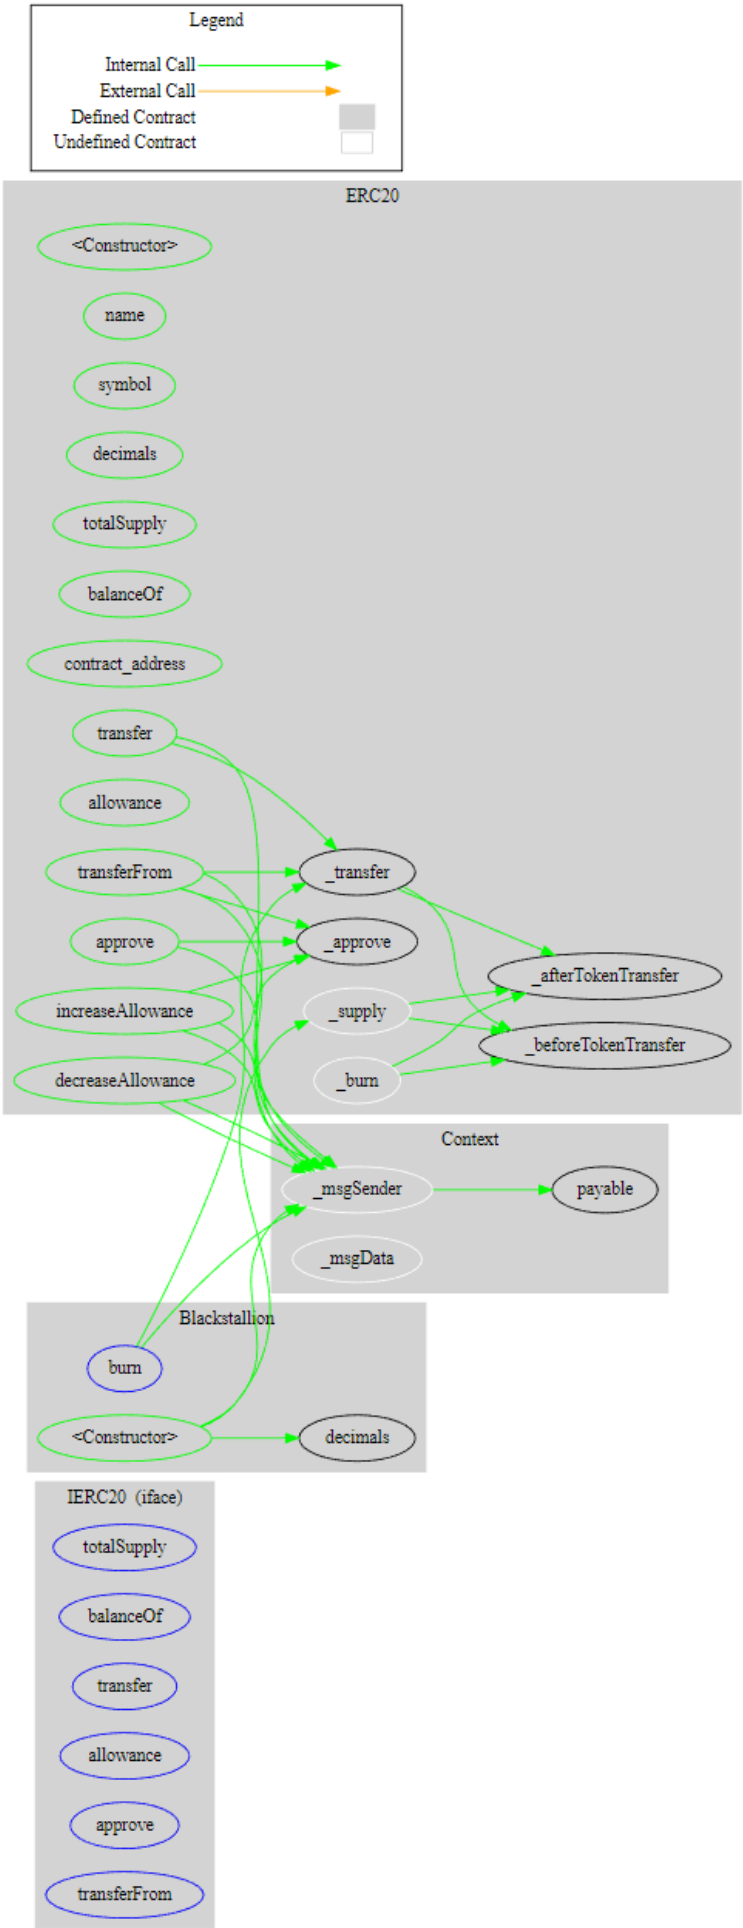 Legend
Internal Call
External Call
Defined Contract
Undefined Contract
ERC20
<Constructor>
name
symbol
decimals
totalSupply
balanceOf
contract_address
transfer
allowance
transferFrom
_transfer
approve
_approve
_afterTokenTransfer
increaseAllowance
_supply
_beforeTokenTransfer
decreaseAllowance
_burn
Context
_msgSender
payable
_msgData
Blackstallion
burn
<Constructor>
decimals
IERC20 (iface)
totalSupply
balanceOf
transfer
allowance
approve
transferFrom